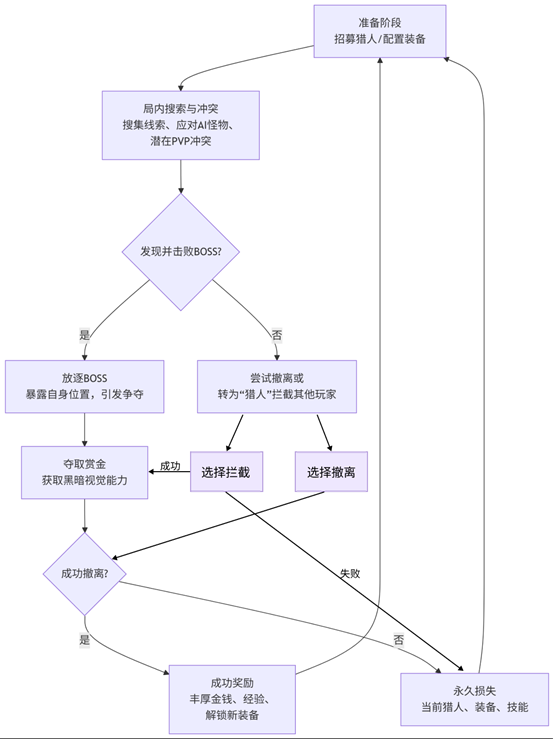 准备阶段
招募猎人/配置装备
局内搜索与冲突
搜集线索、应对AI怪物、
潜在PVP冲突
发现并击败BOSS?
是
否
放逐BOSS
暴露自身位置，引发争夺
尝试撤离或
转为“猎人”拦截其他玩家
夺取赏金
获取黑暗视觉能力
成功
选择拦截
选择撤离
成功撤离?
失败
是
否
成功奖励
丰厚金钱、经验、
解锁新装备
永久损失
当前猎人、装备、技能